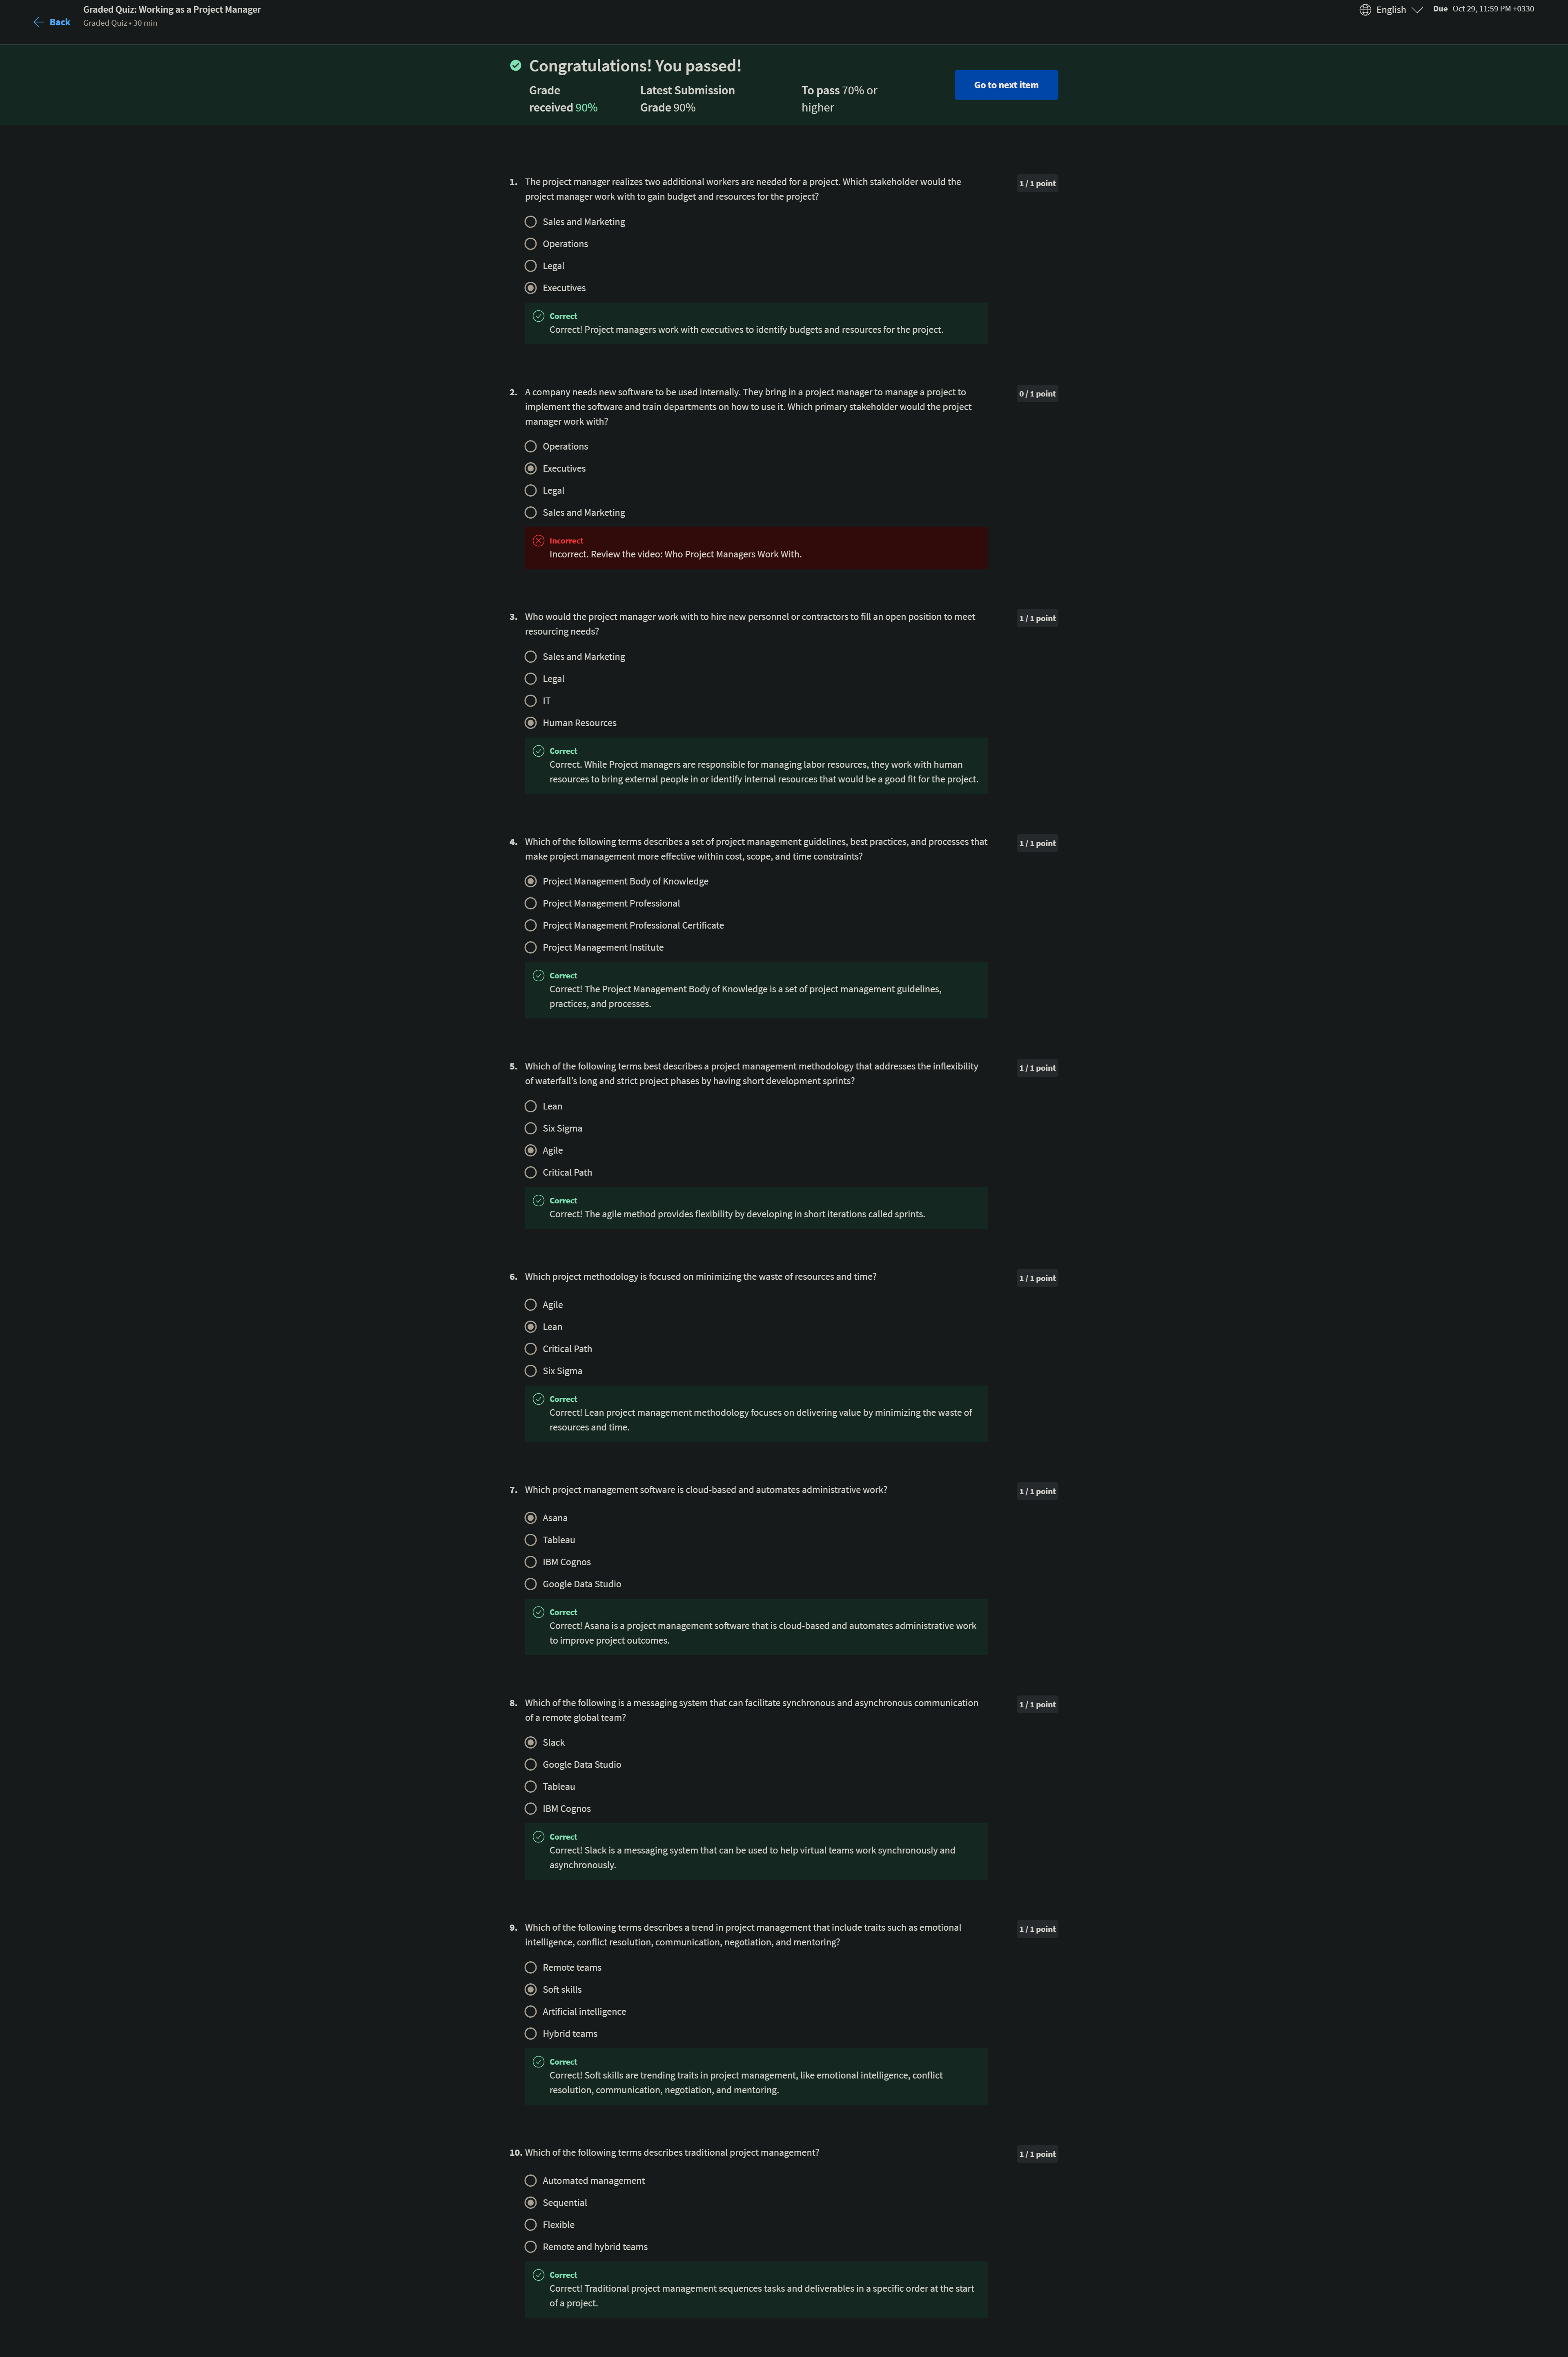 Back
Graded Quiz: Working as a Project Manager
Graded Quiz • 30 min
English
Due Oct 29, 11:59 PM +0330
Congratulations! You passed!
Grade received 90%
Latest Submission Grade 90%
To pass 70% or higher
Go to next item
1. The project manager realizes two additional workers are needed for a project. Which stakeholder would the
project manager work with to gain budget and resources for the project?
1 / 1 point
Sales and Marketing
Operations
Legal
Executives
Correct
Correct! Project managers work with executives to identify budgets and resources for the project.
2. A company needs new software to be used internally. They bring in a project manager to manage a project to
implement the software and train departments on how to use it. Which primary stakeholder would the project
manager work with?
0 / 1 point
Operations
Executives
Legal
Sales and Marketing
Incorrect
Incorrect. Review the video: Who Project Managers Work With.
3. Who would the project manager work with to hire new personnel or contractors to fill an open position to meet
resourcing needs?
1 / 1 point
Sales and Marketing
Legal
IT
Human Resources
Correct
Correct. While Project managers are responsible for managing labor resources, they work with human
resources to bring external people in or identify internal resources that would be a good fit for the project.
4. Which of the following terms describes a set of project management guidelines, best practices, and processes that
make project management more effective within cost, scope, and time constraints?
1 / 1 point
Project Management Body of Knowledge
Project Management Professional
Project Management Professional Certificate
Project Management Institute
Correct
Correct! The Project Management Body of Knowledge is a set of project management guidelines,
practices, and processes.
5. Which of the following terms best describes a project management methodology that addresses the inflexibility
of waterfall's long and strict project phases by having short development sprints?
1 / 1 point
Lean
Six Sigma
Agile
Critical Path
Correct
Correct! The agile method provides flexibility by developing in short iterations called sprints.
6. Which project methodology is focused on minimizing the waste of resources and time?
1 / 1 point
Agile
Lean
Critical Path
Six Sigma
Correct
Correct! Lean project management methodology focuses on delivering value by minimizing the waste of
resources and time.
7. Which project management software is cloud-based and automates administrative work?
1 / 1 point
Asana
Tableau
IBM Cognos
Google Data Studio
Correct
Correct! Asana is a project management software that is cloud-based and automates administrative work
to improve project outcomes.
8. Which of the following is a messaging system that can facilitate synchronous and asynchronous communication
of a remote global team?
1 / 1 point
Slack
Google Data Studio
Tableau
IBM Cognos
Correct
Correct! Slack is a messaging system that can be used to help virtual teams work synchronously and
asynchronously.
9. Which of the following terms describes a trend in project management that include traits such as emotional
intelligence, conflict resolution, communication, negotiation, and mentoring?
1 / 1 point
Remote teams
Soft skills
Artificial intelligence
Hybrid teams
Correct
Correct! Soft skills are trending traits in project management, like emotional intelligence, conflict
resolution, communication, negotiation, and mentoring.
10. Which of the following terms describes traditional project management?
1 / 1 point
Automated management
Sequential
Flexible
Remote and hybrid teams
Correct
Correct! Traditional project management sequences tasks and deliverables in a specific order at the start
of a project.